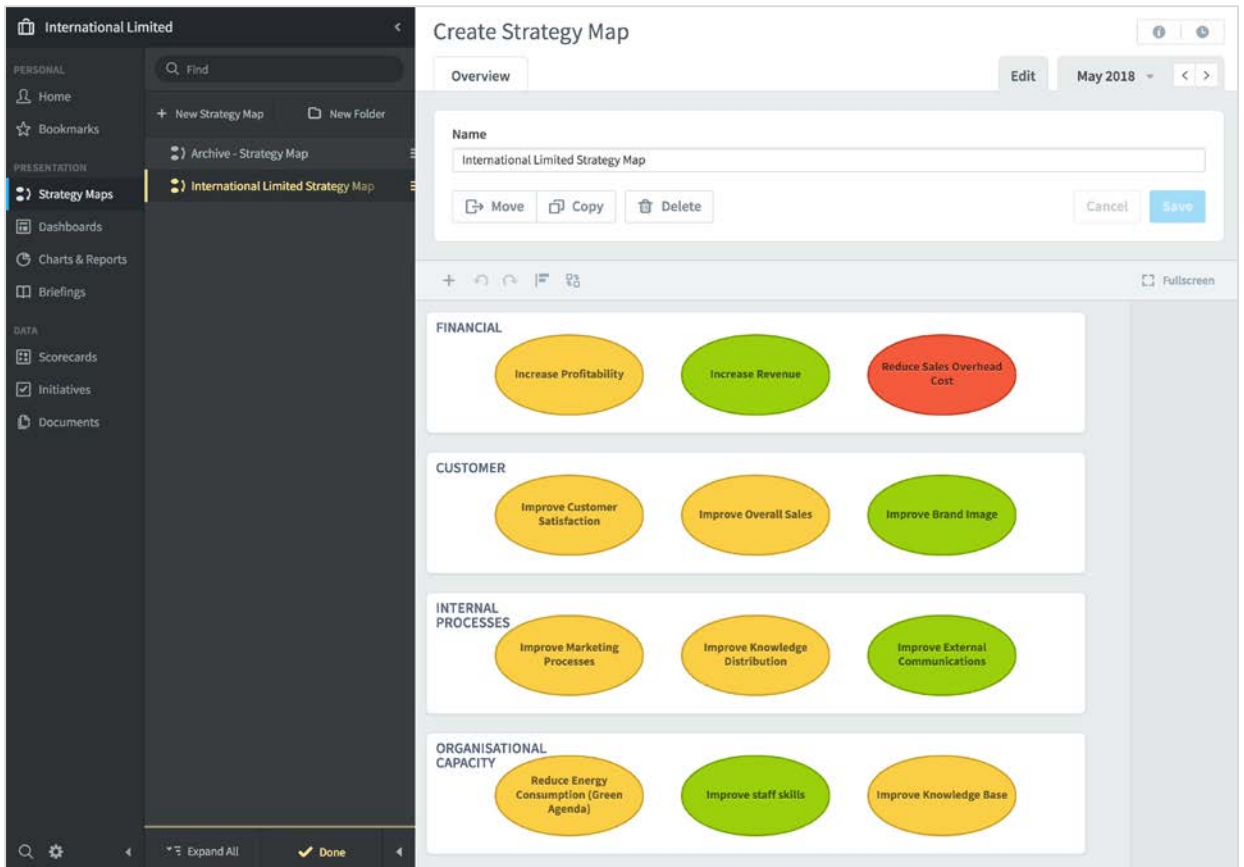 International Limited
PERSONAL
Home
Bookmarks
PRESENTATION
Strategy Maps
Dashboards
Charts & Reports
Briefings
DATA
Scorecards
Initiatives
Documents
Find
New Strategy Map
New Folder
Archive - Strategy Map
International Limited Strategy Map
Expand All
Done
Create Strategy Map
Overview
Edit
May 2018
Name
International Limited Strategy Map
Move
Copy
Delete
Cancel
Save
Fullscreen
FINANCIAL
Increase Profitability
Increase Revenue
Reduce Sales Overhead
Cost
CUSTOMER
Improve Customer
Satisfaction
Improve Overall Sales
Improve Brand Image
INTERNAL
PROCESSES
Improve Marketing
Processes
Improve Knowledge
Distribution
Improve External
Communications
ORGANISATIONAL
CAPACITY
Reduce Energy
Consumption (Green
Agenda)
Improve staff skills
Improve Knowledge Base